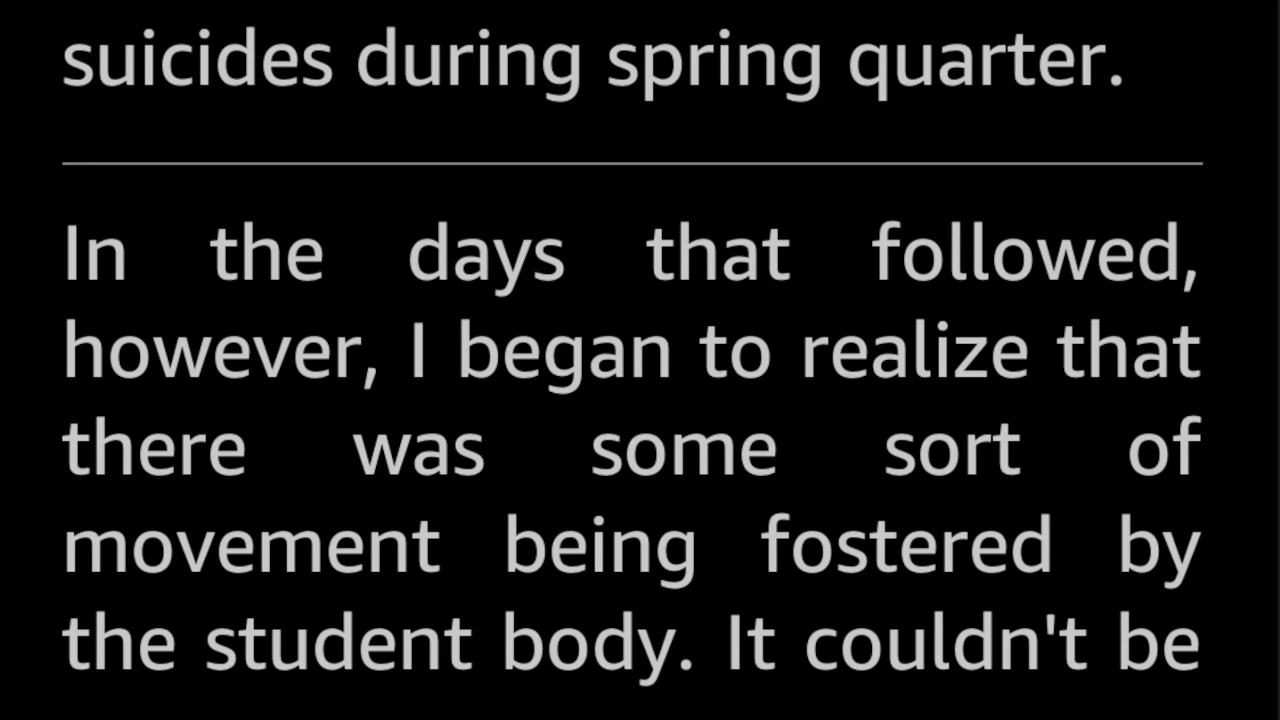 suicides during spring quarter.
In the days that followed,
however, I began to realize that
there was some sort of
movement being fostered by
the student body. It couldn't be